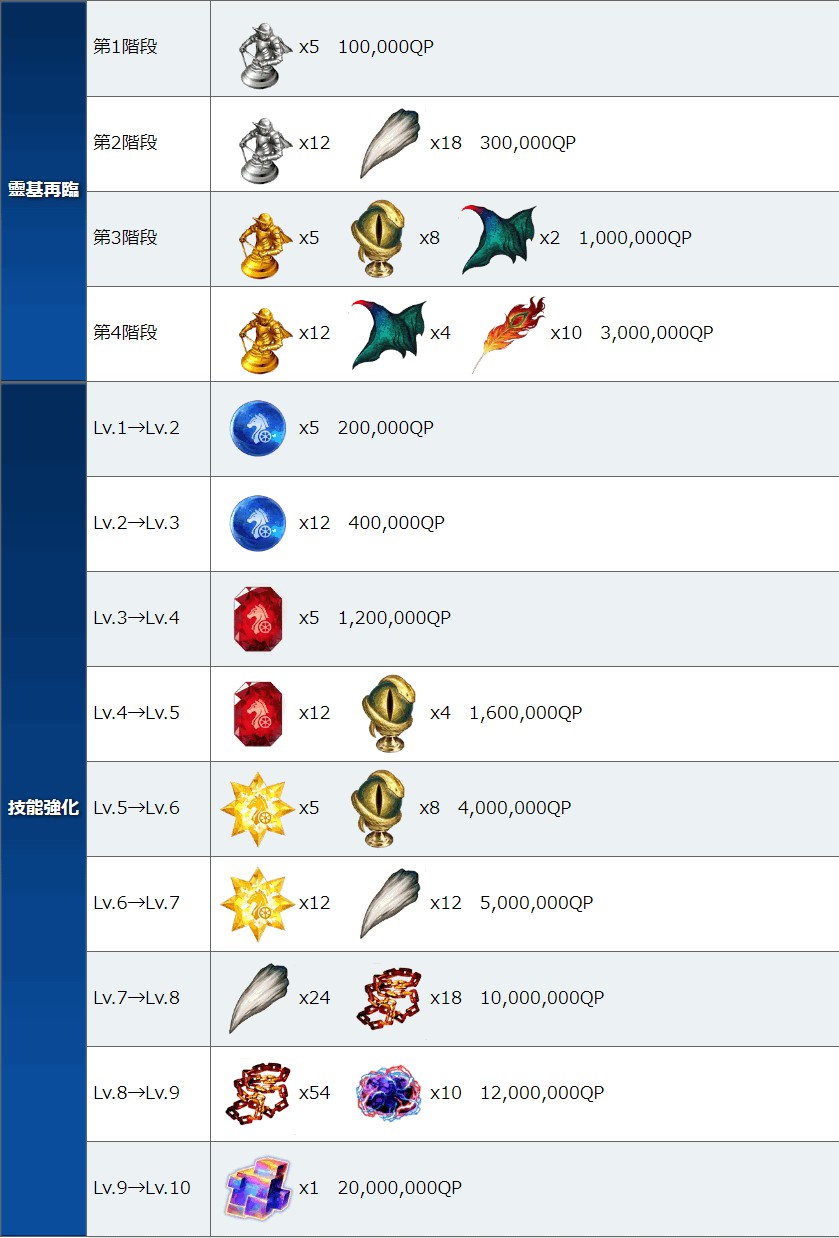 靈基再臨
第1階段 x5 100,000QP
第2階段 x12 x18 300,000QP
第3階段 x5 x8 x2 1,000,000QP
第4階段 x12 x4 x10 3,000,000QP
技能強化
Lv.1→Lv.2 x5 200,000QP
Lv.2→Lv.3 x12 400,000QP
Lv.3→Lv.4 x5 1,200,000QP
Lv.4→Lv.5 x12 x4 1,600,000QP
Lv.5→Lv.6 x5 x8 4,000,000QP
Lv.6→Lv.7 x12 x12 5,000,000QP
Lv.7→Lv.8 x24 x18 10,000,000QP
Lv.8→Lv.9 x54 x10 12,000,000QP
Lv.9→Lv.10 x1 20,000,000QP